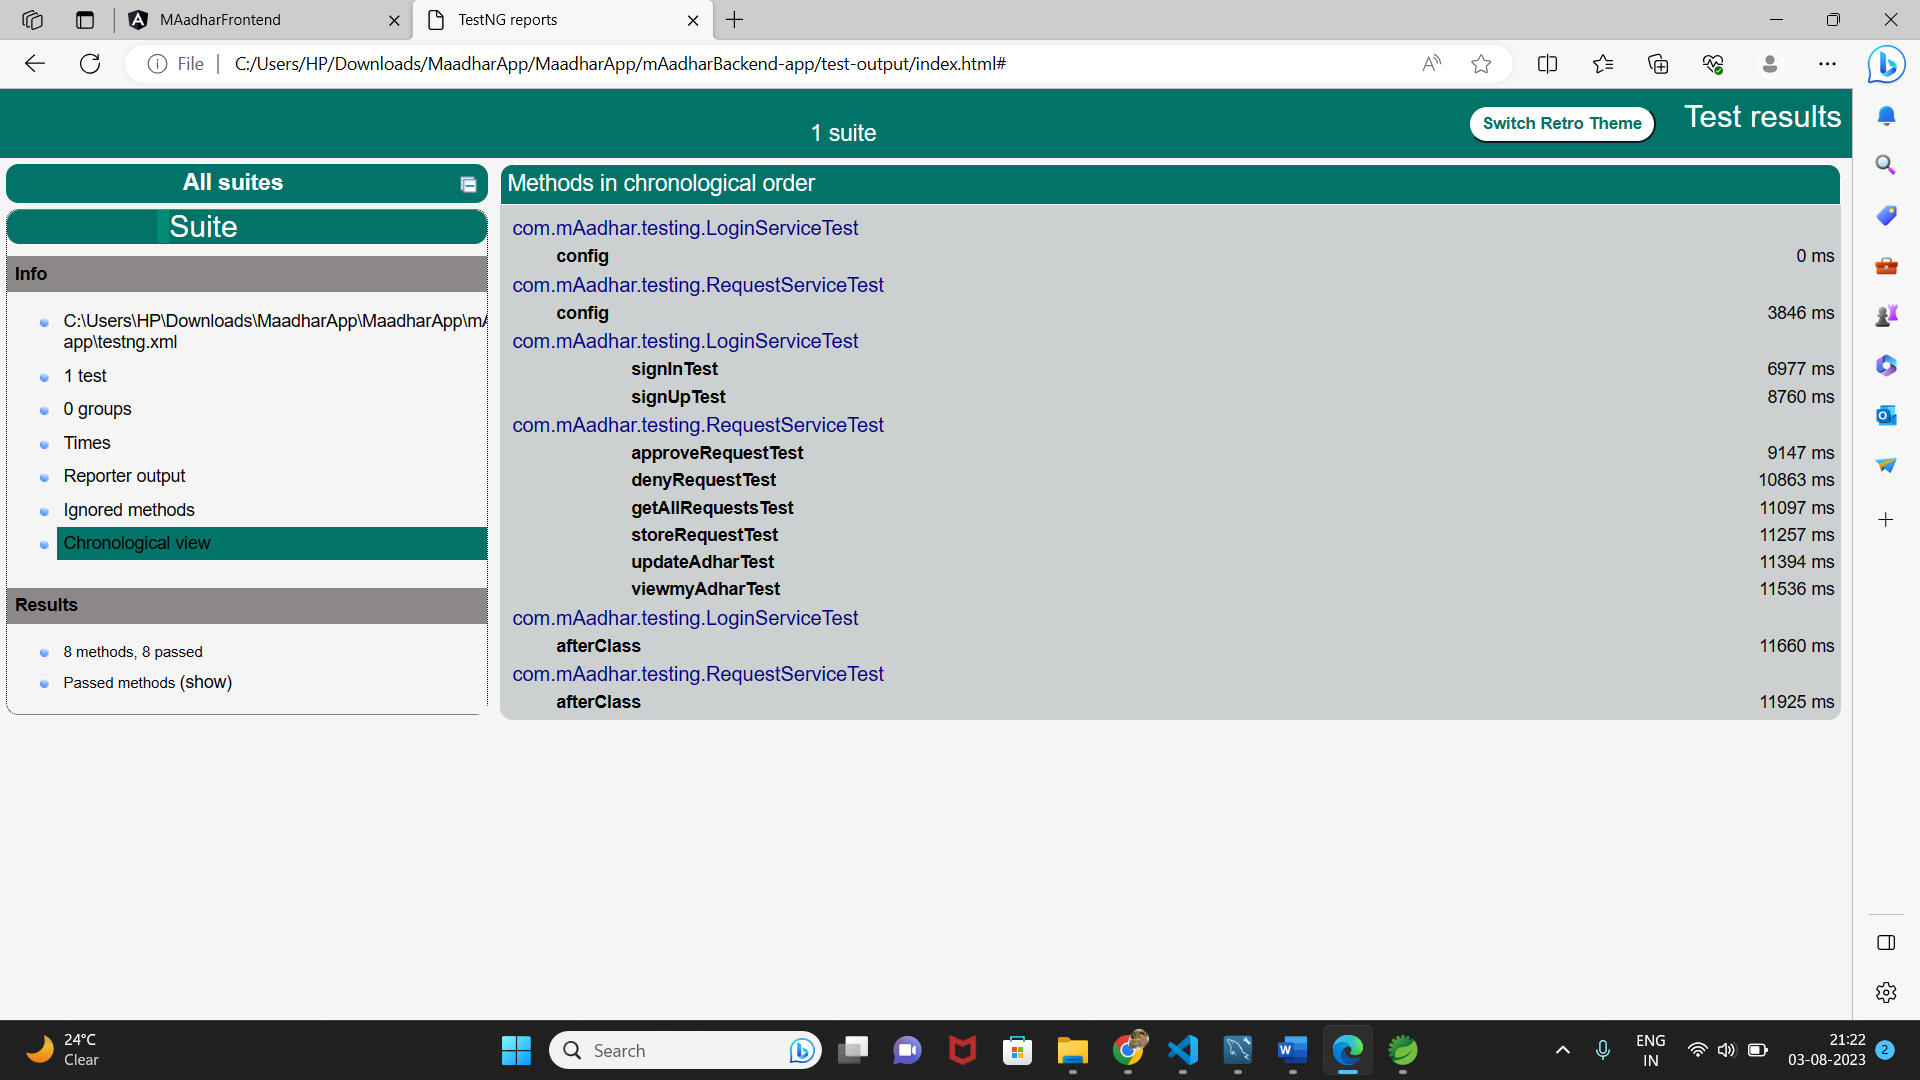 MAadharFrontend
TestNG reports
File
C:/Users/HP/Downloads/MaadharApp/MaadharApp/mAadharBackend-app/test-output/index.html#
1 suite
Switch Retro Theme
Test results
All suites
Suite
Info
C:\Users\HP\Downloads\MaadharApp\MaadharApp\mA
app\testng.xml
1 test
0 groups
Times
Reporter output
Ignored methods
Chronological view
Results
8 methods, 8 passed
Passed methods (show)
Methods in chronological order
com.mAadhar.testing.LoginServiceTest
config 0 ms
com.mAadhar.testing.RequestServiceTest
config 3846 ms
com.mAadhar.testing.LoginServiceTest
signInTest 6977 ms
signUpTest 8760 ms
com.mAadhar.testing.RequestServiceTest
approveRequestTest 9147 ms
denyRequestTest 10863 ms
getAllRequestsTest 11097 ms
storeRequestTest 11257 ms
updateAdharTest 11394 ms
viewmyAdharTest 11536 ms
com.mAadhar.testing.LoginServiceTest
afterClass 11660 ms
com.mAadhar.testing.RequestServiceTest
afterClass 11925 ms
24°C
Clear
Search
ENG
IN
21:22
03-08-2023
2